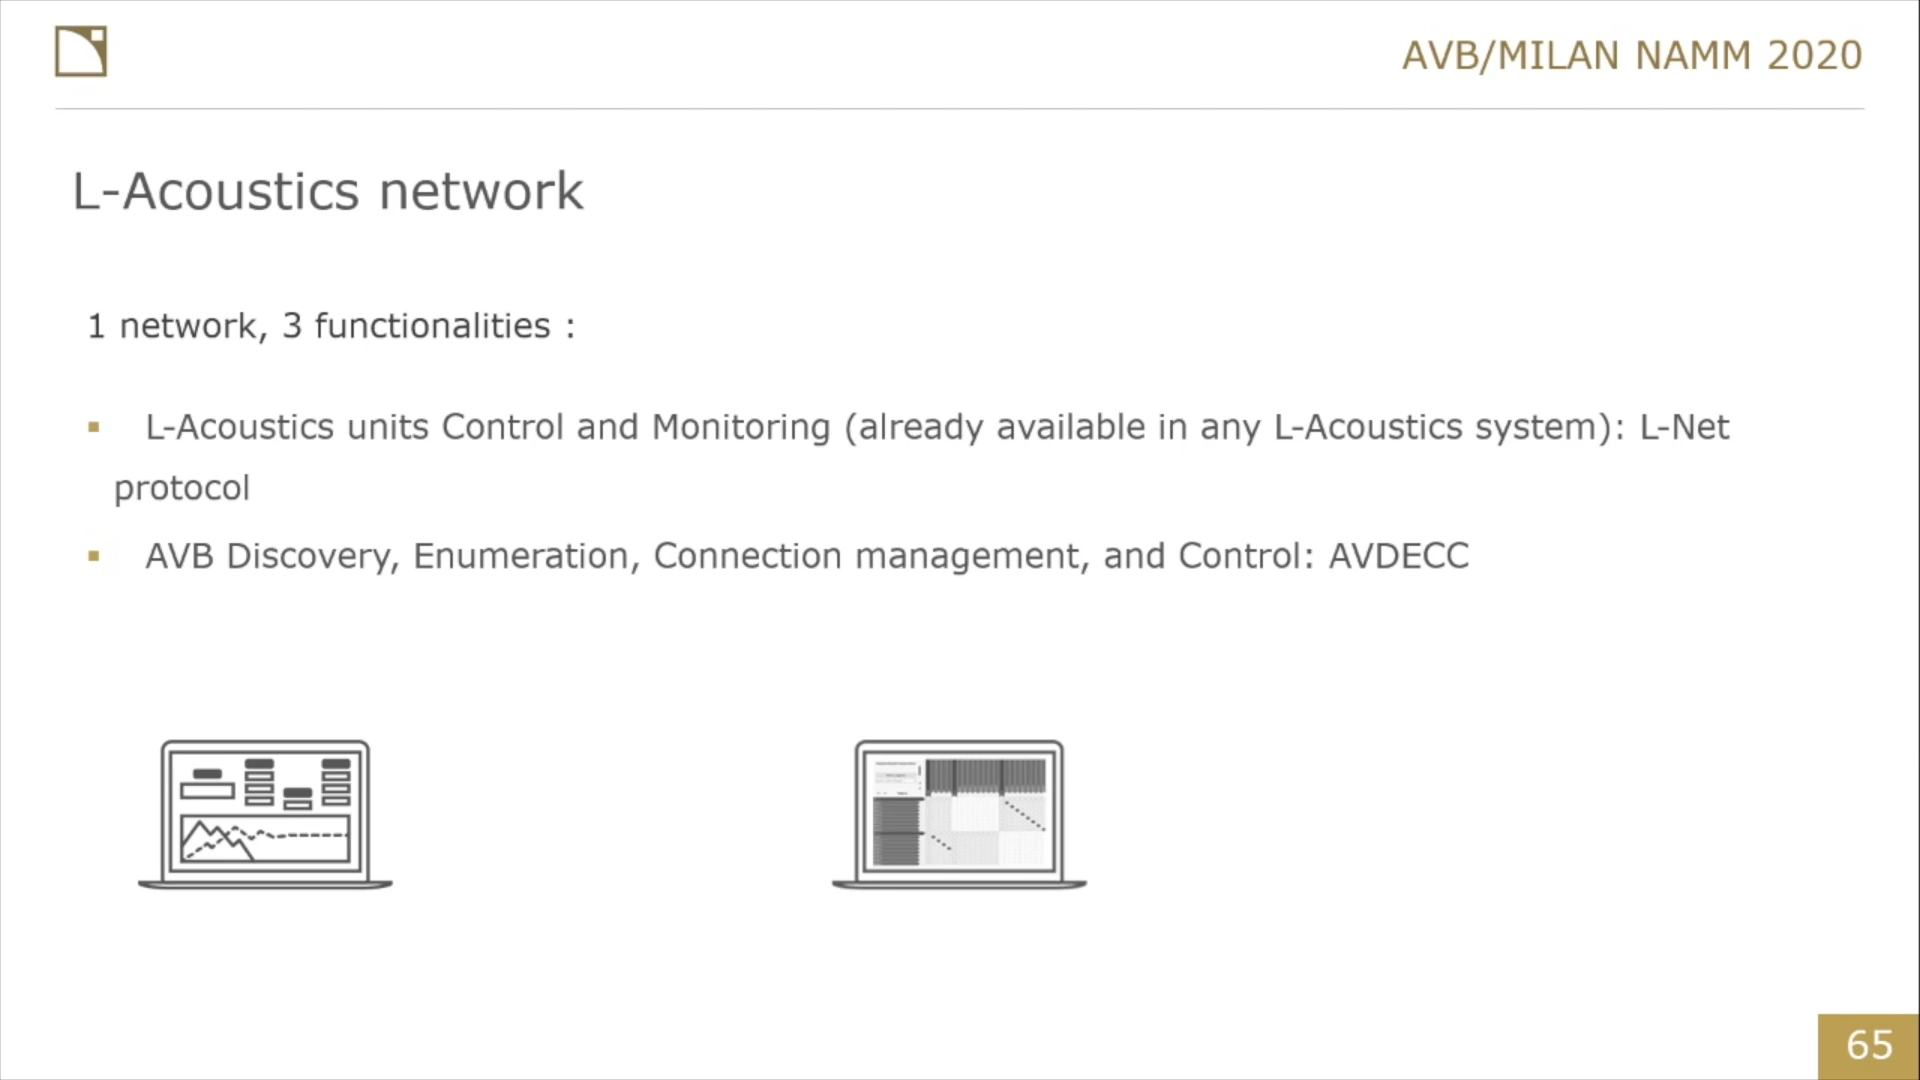 AVB/MILAN NAMM 2020
L-Acoustics network
1 network, 3 functionalities :
▪ L-Acoustics units Control and Monitoring (already available in any L-Acoustics system): L-Net
protocol
▪ AVB Discovery, Enumeration, Connection management, and Control: AVDECC
65